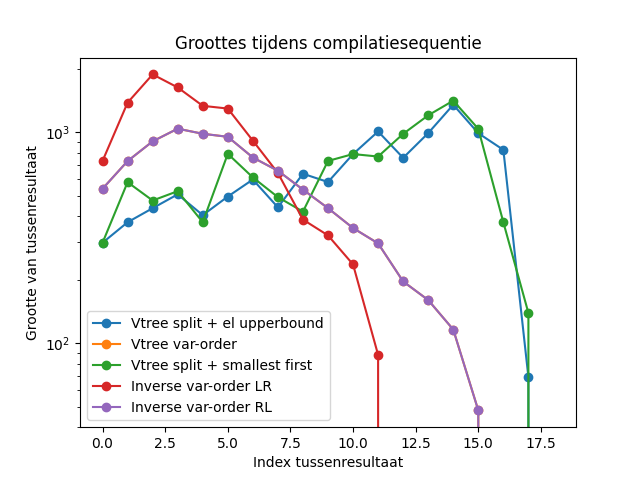 Groottes tijdens compilatiesequentie
Grootte van tussenresultaat
10³
10²
Vtree split + el upperbound
Vtree var-order
Vtree split + smallest first
Inverse var-order LR
Inverse var-order RL
0.0 2.5 5.0 7.5 10.0 12.5 15.0 17.5
Index tussenresultaat